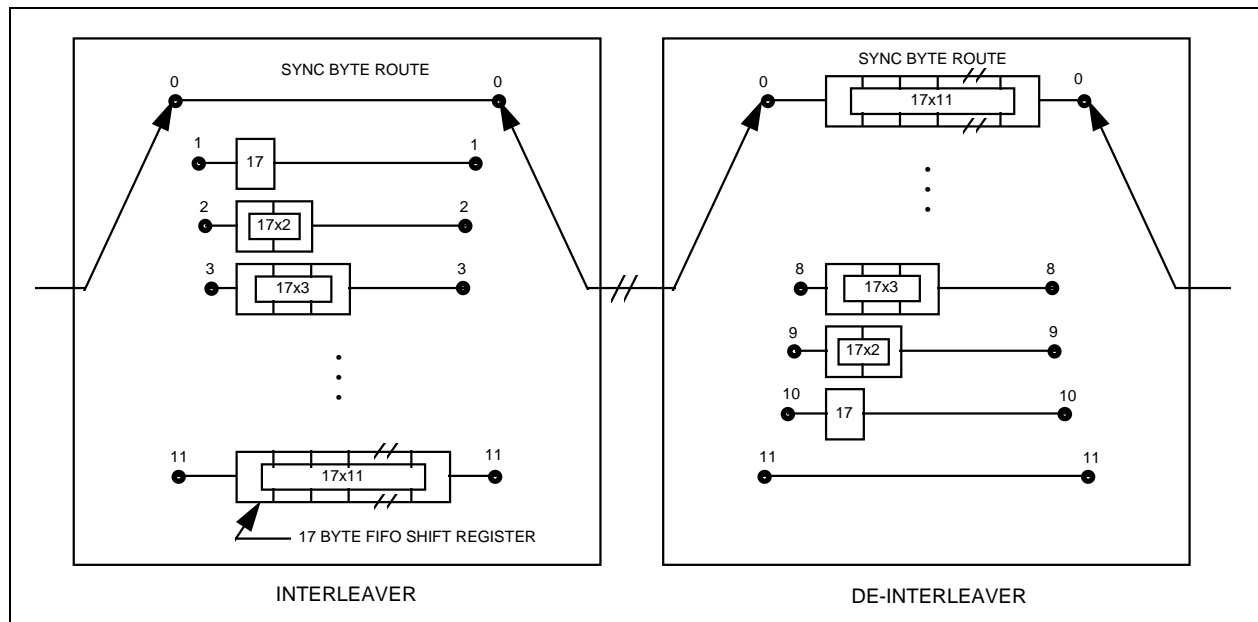 SYNC BYTE ROUTE
0
0
1
17
1
2
17x2
2
3
17x3
3
11
17x11
11
17 BYTE FIFO SHIFT REGISTER
INTERLEAVER
SYNC BYTE ROUTE
0
17x11
0
8
17x3
8
9
17x2
9
10
17
10
11
11
DE-INTERLEAVER